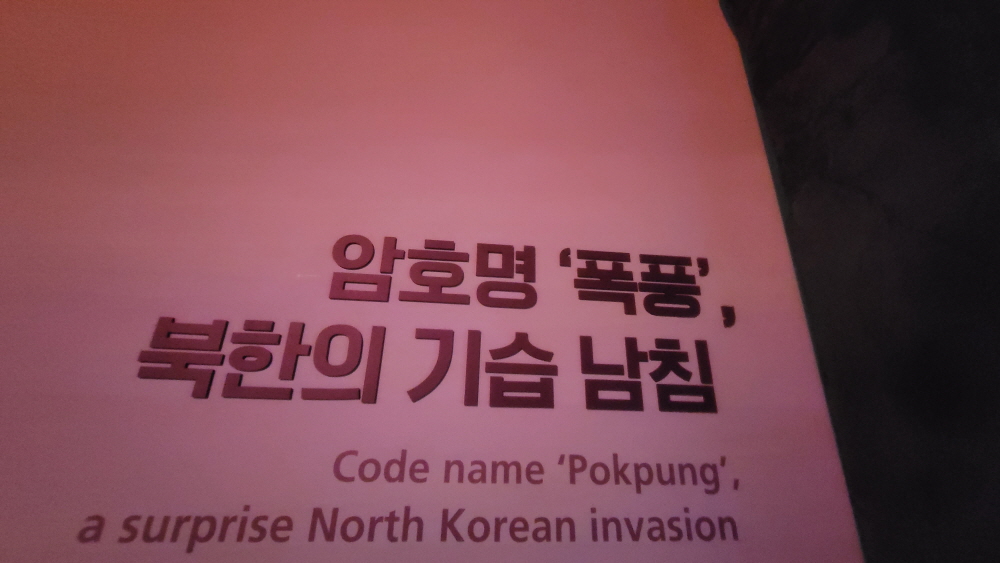 암호명 ‘폭풍’,
북한의 기습 남침
Code name ‘Pokpung’,
a surprise North Korean invasion